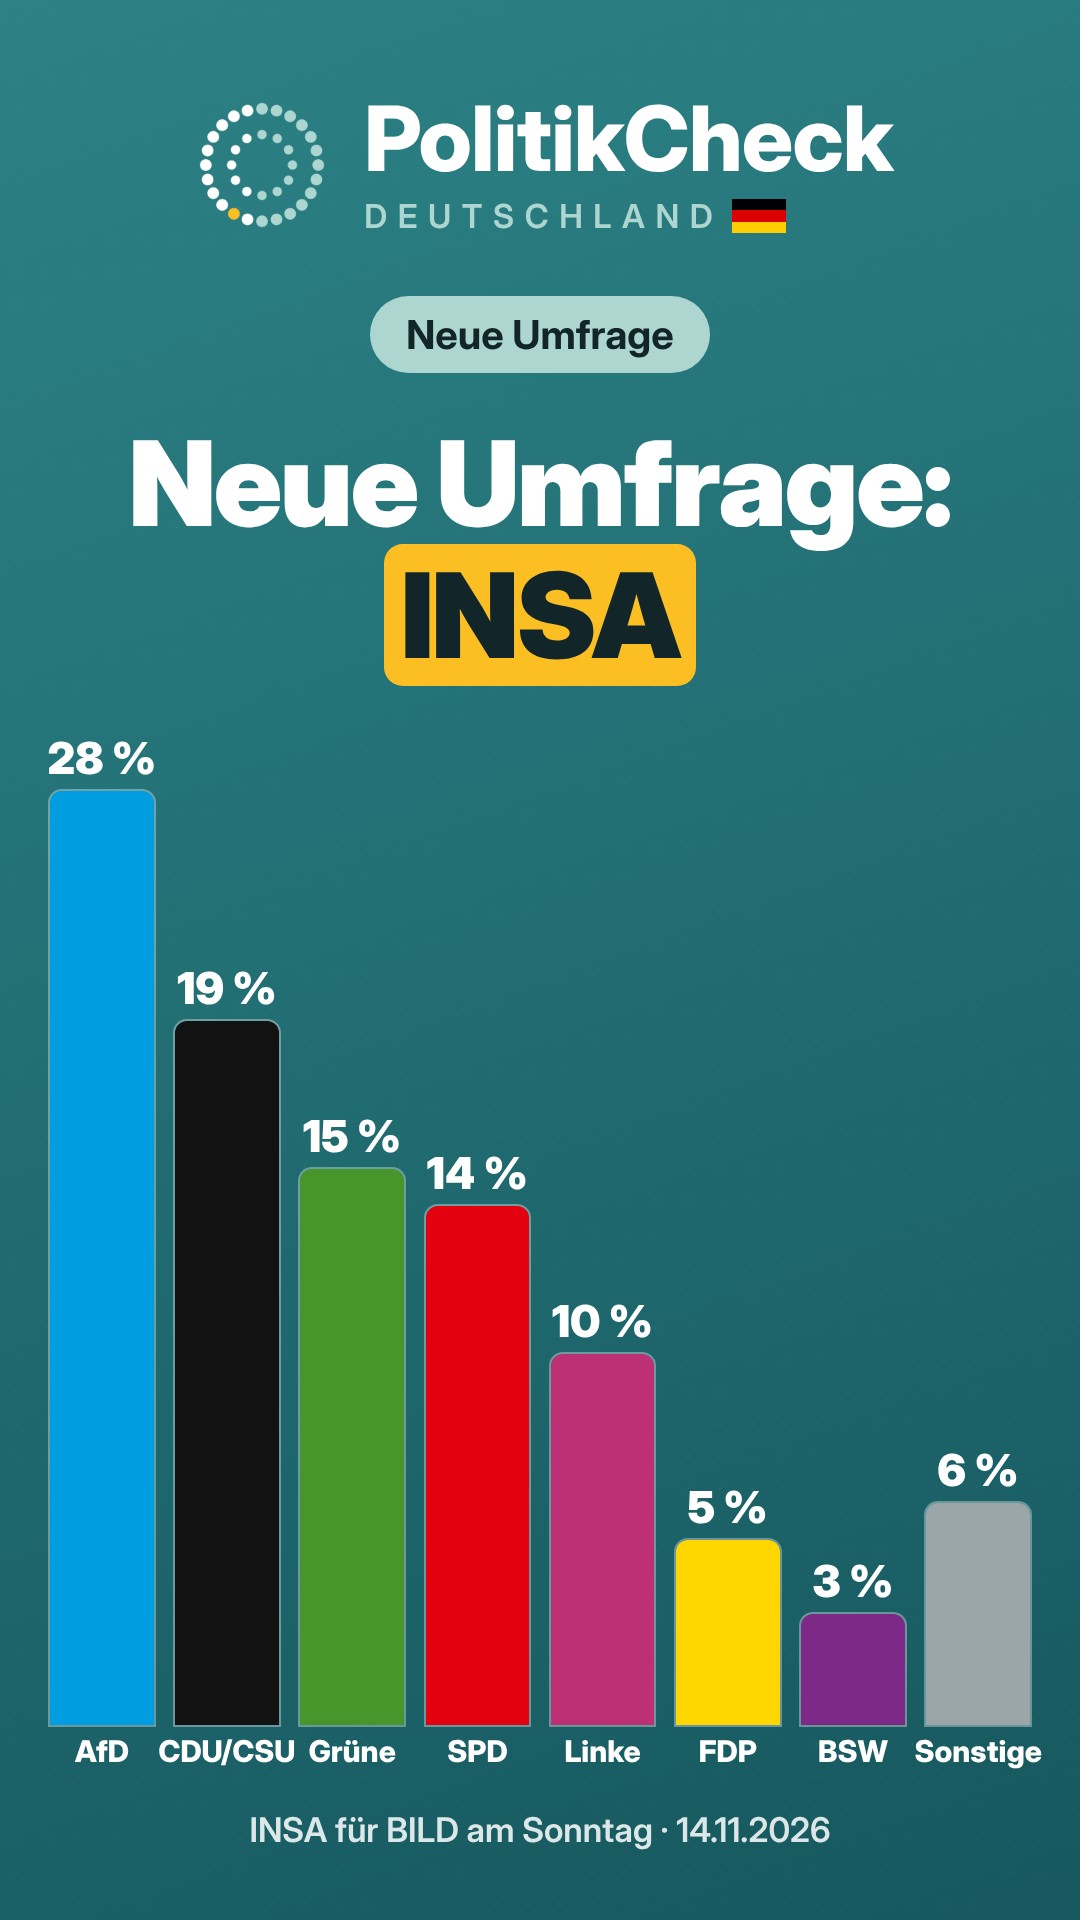 PolitikCheck
DEUTSCHLAND
Neue Umfrage
Neue Umfrage:
INSA
28 %
19 %
15 %
14 %
10 %
5 %
3 %
6 %
AfD CDU/CSU Grüne SPD Linke FDP BSW Sonstige
INSA für BILD am Sonntag · 14.11.2026